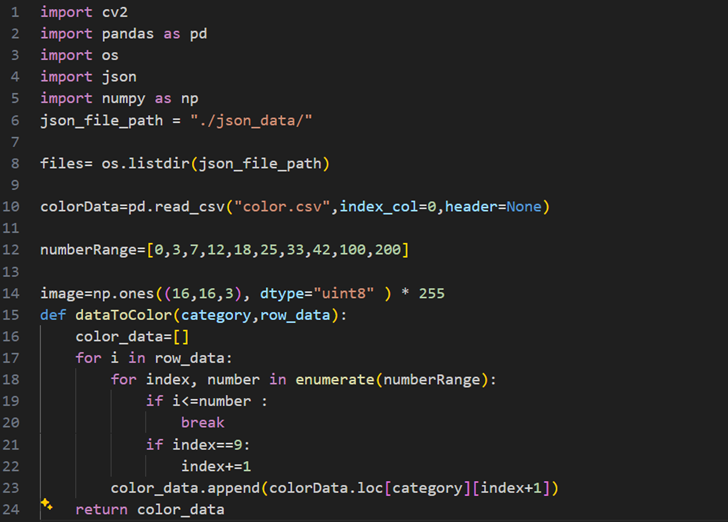 1 import cv2
2 import pandas as pd
3 import os
4 import json
5 import numpy as np
6 json_file_path = "./json_data/"
7
8 files= os.listdir(json_file_path)
9
10 colorData=pd.read_csv("color.csv",index_col=0,header=None)
11
12 numberRange=[0,3,7,12,18,25,33,42,100,200]
13
14 image=np.ones((16,16,3), dtype="uint8" ) * 255
15 def dataToColor(category,row_data):
16     color_data=[]
17     for i in row_data:
18         for index, number in enumerate(numberRange):
19             if i<=number :
20                 break
21             if index==9:
22                 index+=1
23         color_data.append(colorData.loc[category][index+1])
24     return color_data